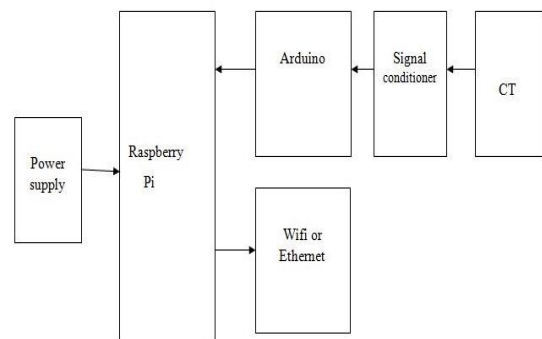 Arduino
Signal
conditioner
CT
Power
supply
Raspberry
Pi
Wifi or
Ethernet